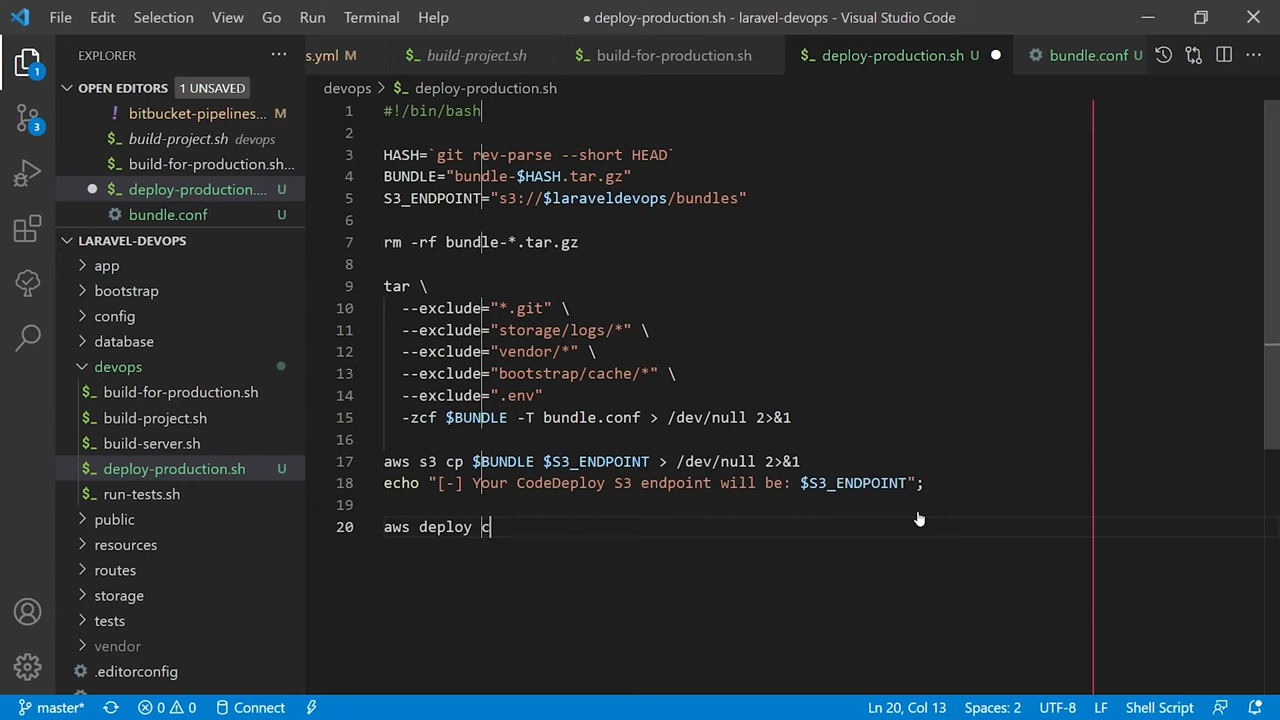 File Edit Selection View Go Run Terminal Help
● deploy-production.sh - laravel-devops - Visual Studio Code
EXPLORER
s.yml M
$_ build-project.sh
$_ build-for-production.sh
$_ deploy-production.sh U ●
bundle.conf U
OPEN EDITORS 1 UNSAVED
! bitbucket-pipelines... M
$_ build-project.sh devops
$_ build-for-production.sh...
● $_ deploy-production.... U
bundle.conf U
LARAVEL-DEVOPS
app
bootstrap
config
database
devops
$_ build-for-production.sh
$_ build-project.sh
$_ build-server.sh
$_ deploy-production.sh U
$_ run-tests.sh
public
resources
routes
storage
tests
vendor
.editorconfig
1
3
devops > $_ deploy-production.sh
1 #!/bin/bash
2
3 HASH=`git rev-parse --short HEAD`
4 BUNDLE="bundle-$HASH.tar.gz"
5 S3_ENDPOINT="s3://$laraveldevops/bundles"
6
7 rm -rf bundle-*.tar.gz
8
9 tar \
10 --exclude="*.git" \
11 --exclude="storage/logs/*" \
12 --exclude="vendor/*" \
13 --exclude="bootstrap/cache/*" \
14 --exclude=".env"
15 -zcf $BUNDLE -T bundle.conf > /dev/null 2>&1
16
17 aws s3 cp $BUNDLE $S3_ENDPOINT > /dev/null 2>&1
18 echo "[-] Your CodeDeploy S3 endpoint will be: $S3_ENDPOINT";
19
20 aws deploy c
master* 0 0 Connect
Ln 20, Col 13 Spaces: 2 UTF-8 LF Shell Script